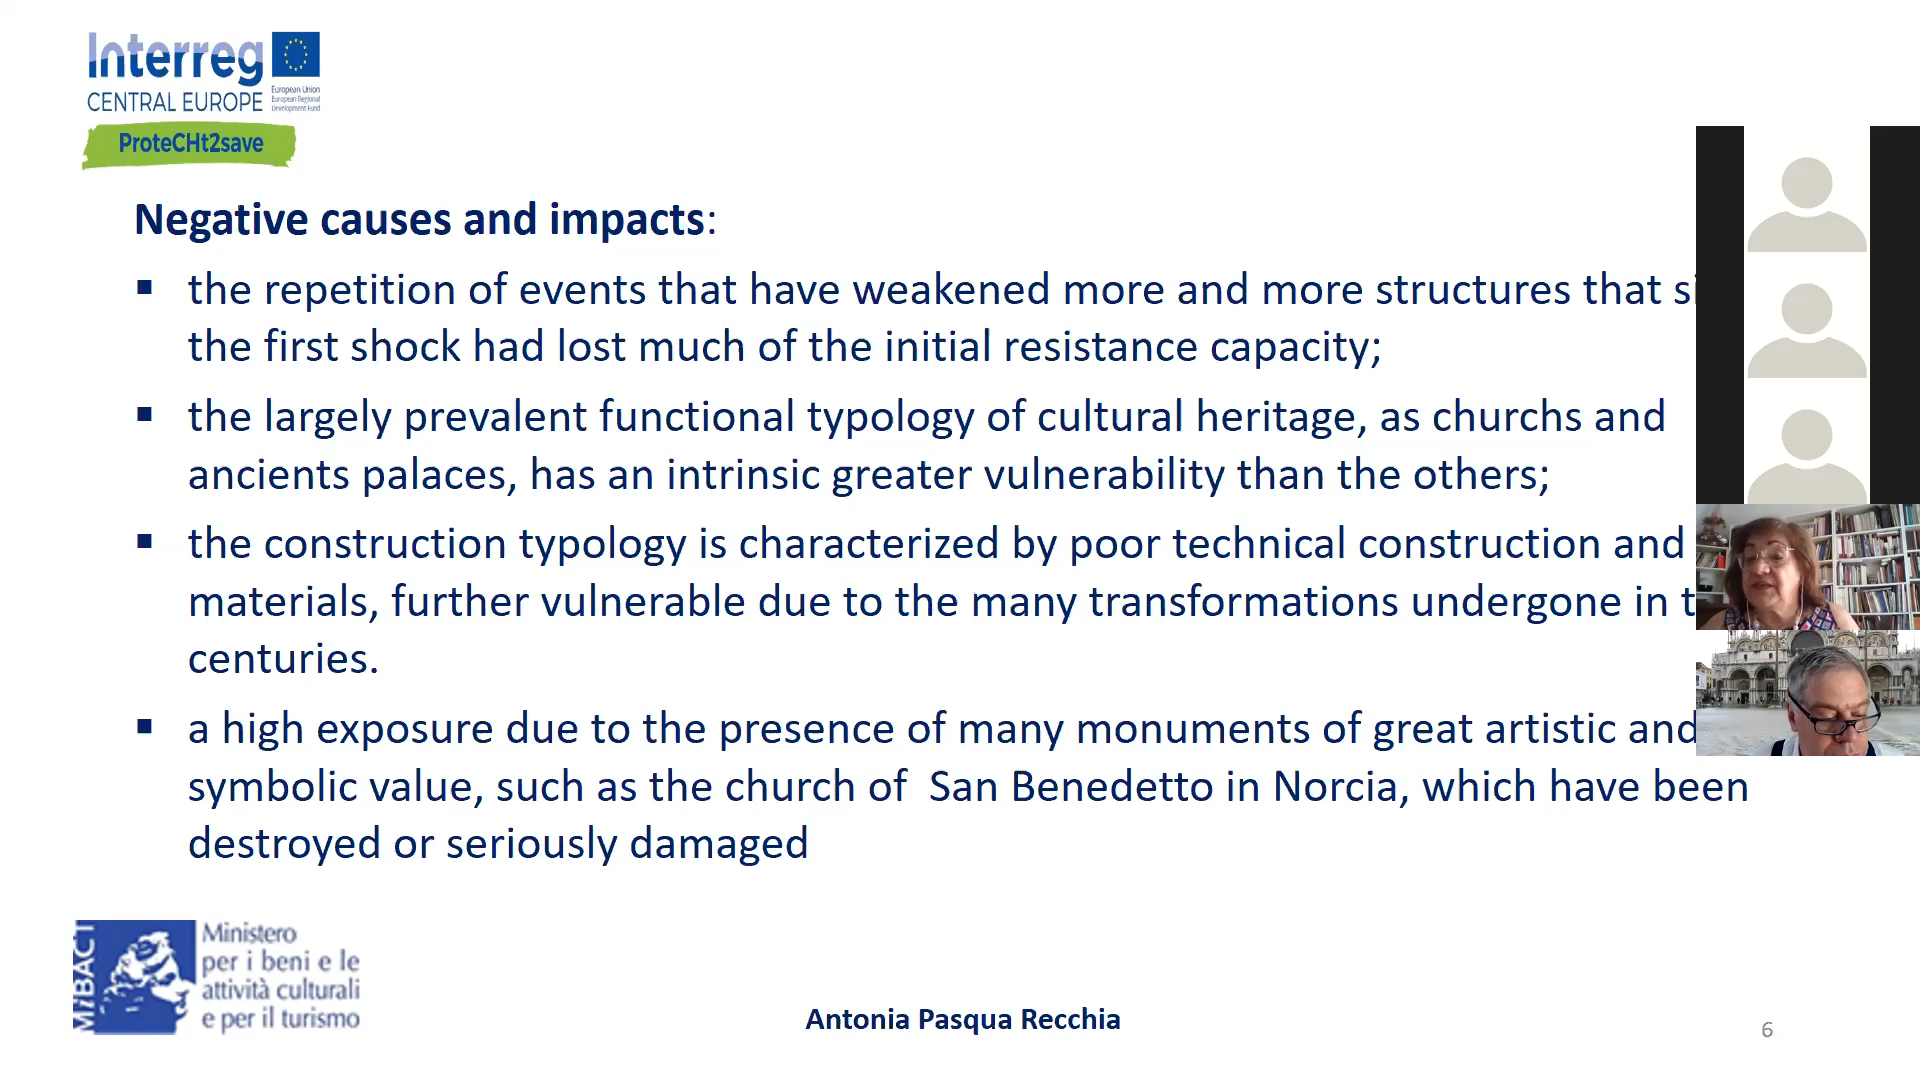 Interreg
CENTRAL EUROPE
European Union
European Regional
Development Fund
ProteCHt2save
Negative causes and impacts:
▪ the repetition of events that have weakened more and more structures that
the first shock had lost much of the initial resistance capacity;
▪ the largely prevalent functional typology of cultural heritage, as churchs and
ancients palaces, has an intrinsic greater vulnerability than the others;
▪ the construction typology is characterized by poor technical construction and
materials, further vulnerable due to the many transformations undergone in
centuries.
▪ a high exposure due to the presence of many monuments of great artistic and
symbolic value, such as the church of San Benedetto in Norcia, which have been
destroyed or seriously damaged
MiBACT
Ministero
per i beni e le
attività culturali
e per il turismo
Antonia Pasqua Recchia
6